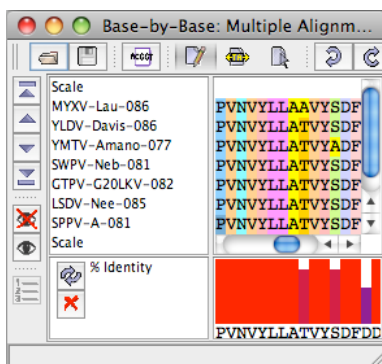 Base-by-Base: Multiple Alignm...
Scale
MYXV-Lau-086 PVNVYLLAAVYSDF
YLDV-Davis-086 PVNVYLLATVYSDF
YMTV-Amano-077 PVNVYLLATVYADF
SWPV-Neb-081 PVNVYLLATVYSDF
GTPV-G20LKV-082 PVNVYLLATVYSDF
LSDV-Nee-085 PVNVYLLATVYSDF
SPPV-A-081 PVNVYLLATVYSDF
Scale
% Identity
PVNVYLLATVYSDFDD